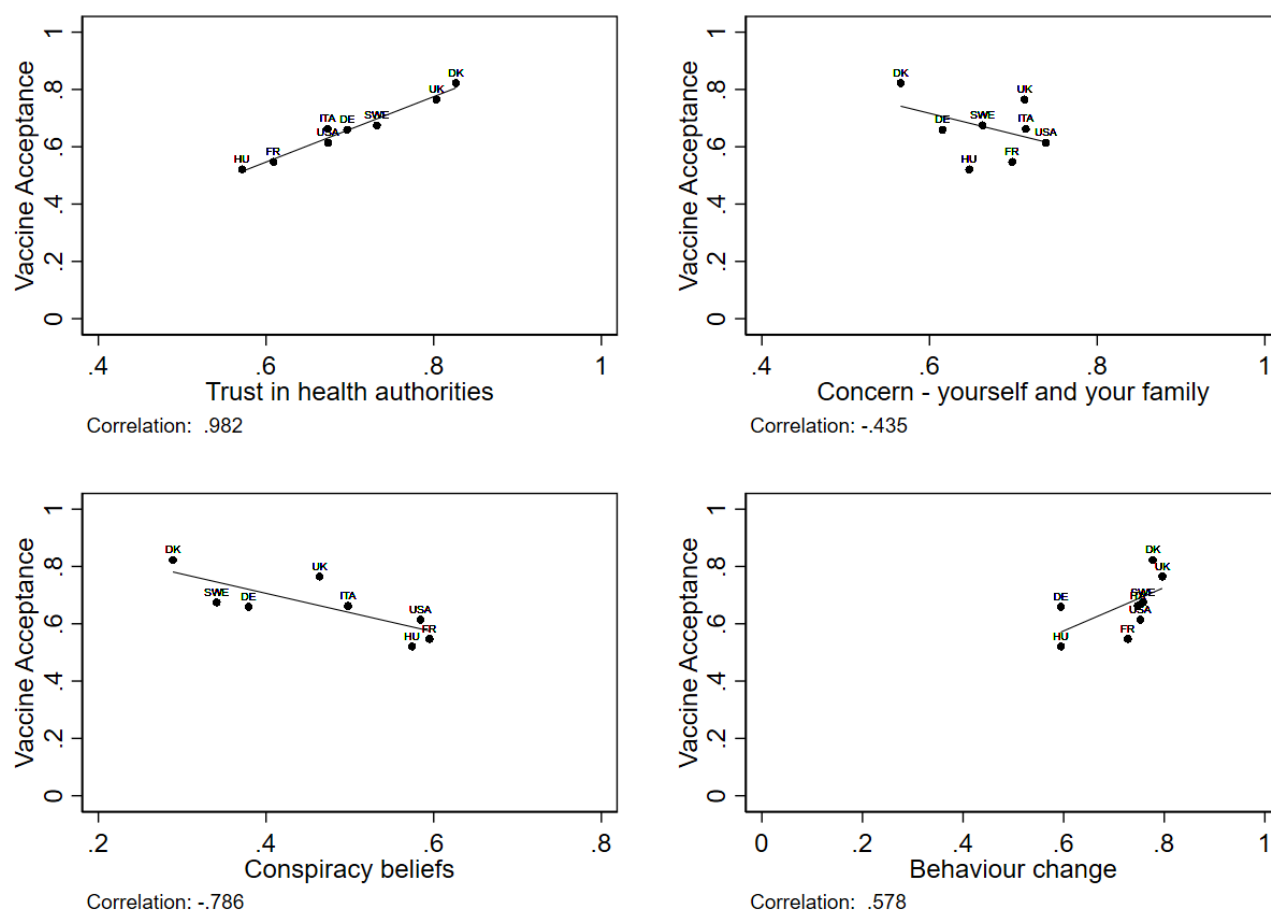 Vaccine Acceptance
1
.8
.6
.4
.2
0
DK
UK
SWE
DE
ITA
USA
FR
HU
.4 .6 .8 1
Trust in health authorities
Correlation: .982
Vaccine Acceptance
1
.8
.6
.4
.2
0
DK
UK
DE
SWE
ITA
USA
HU
FR
.4 .6 .8 1
Concern - yourself and your family
Correlation: -.435
Vaccine Acceptance
1
.8
.6
.4
.2
0
DK
UK
SWE
DE
ITA
USA
FR
HU
.2 .4 .6 .8
Conspiracy beliefs
Correlation: -.786
Vaccine Acceptance
1
.8
.6
.4
.2
0
DK
UK
DE
SWE
ITA
USA
FR
HU
0 .2 .4 .6 .8 1
Behaviour change
Correlation: .578